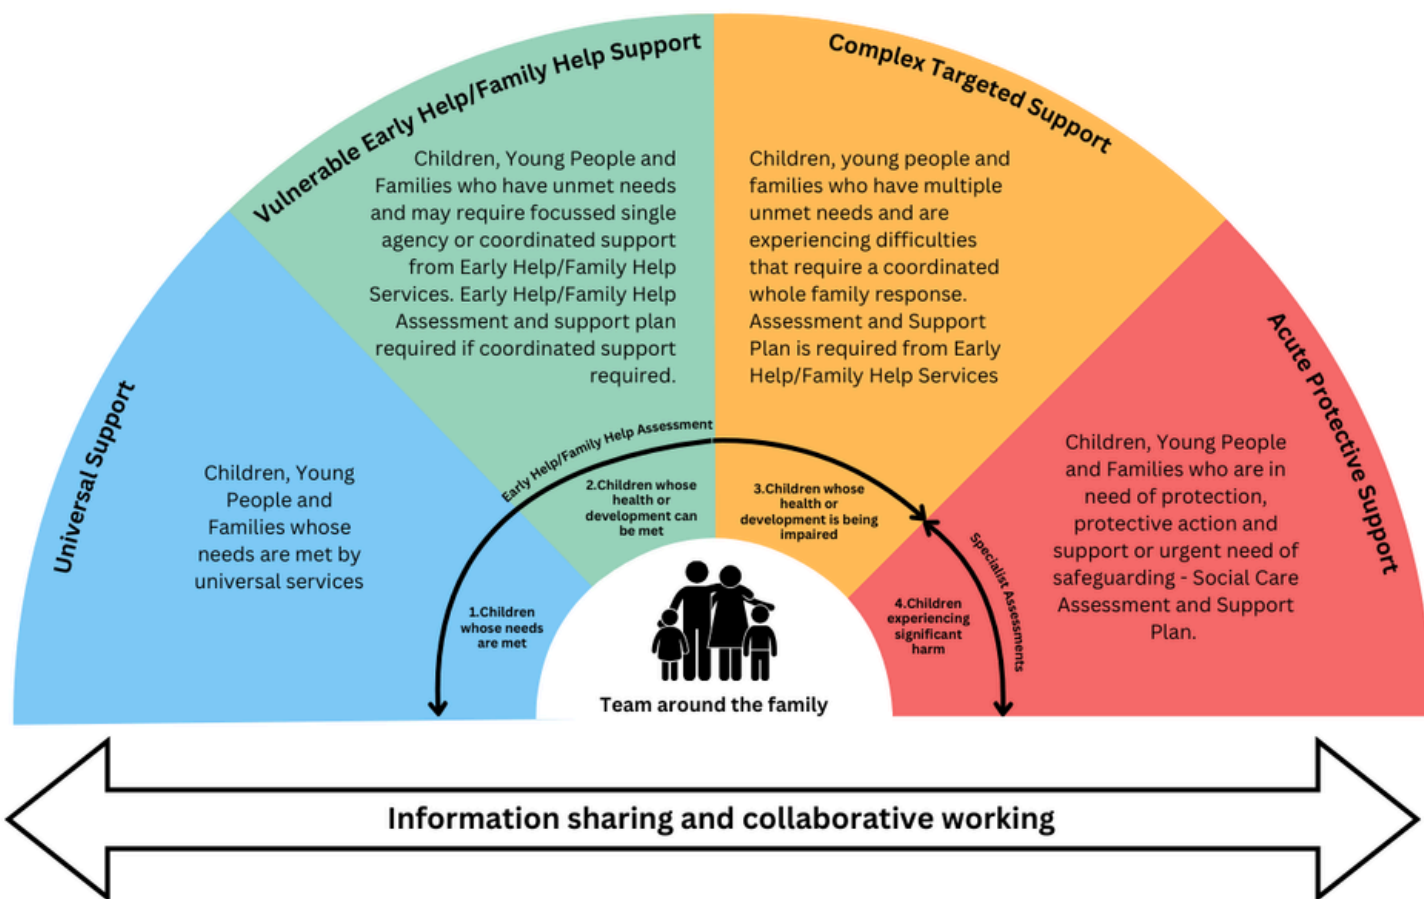 Universal Support
Children, Young
People and
Families whose
needs are met by
universal services
1.Children
whose needs
are met
Vulnerable Early Help/Family Help Support
Children, Young People and
Families who have unmet needs
and may require focussed single
agency or coordinated support
from Early Help/Family Help
Services. Early Help/Family Help
Assessment and support plan
required if coordinated support
required.
Early Help/Family Help Assessment
2.Children whose
health or
development can
be met
Complex Targeted Support
Children, young people and
families who have multiple
unmet needs and are
experiencing difficulties
that require a coordinated
whole family response.
Assessment and Support
Plan is required from Early
Help/Family Help Services
3.Children whose
health or
development is being
impaired
Acute Protective Support
Children, Young People
and Families who are in
need of protection,
protective action and
support or urgent need of
safeguarding - Social Care
Assessment and Support
Plan.
Specialist Assessments
4.Children
experiencing
significant
harm
Team around the family
Information sharing and collaborative working